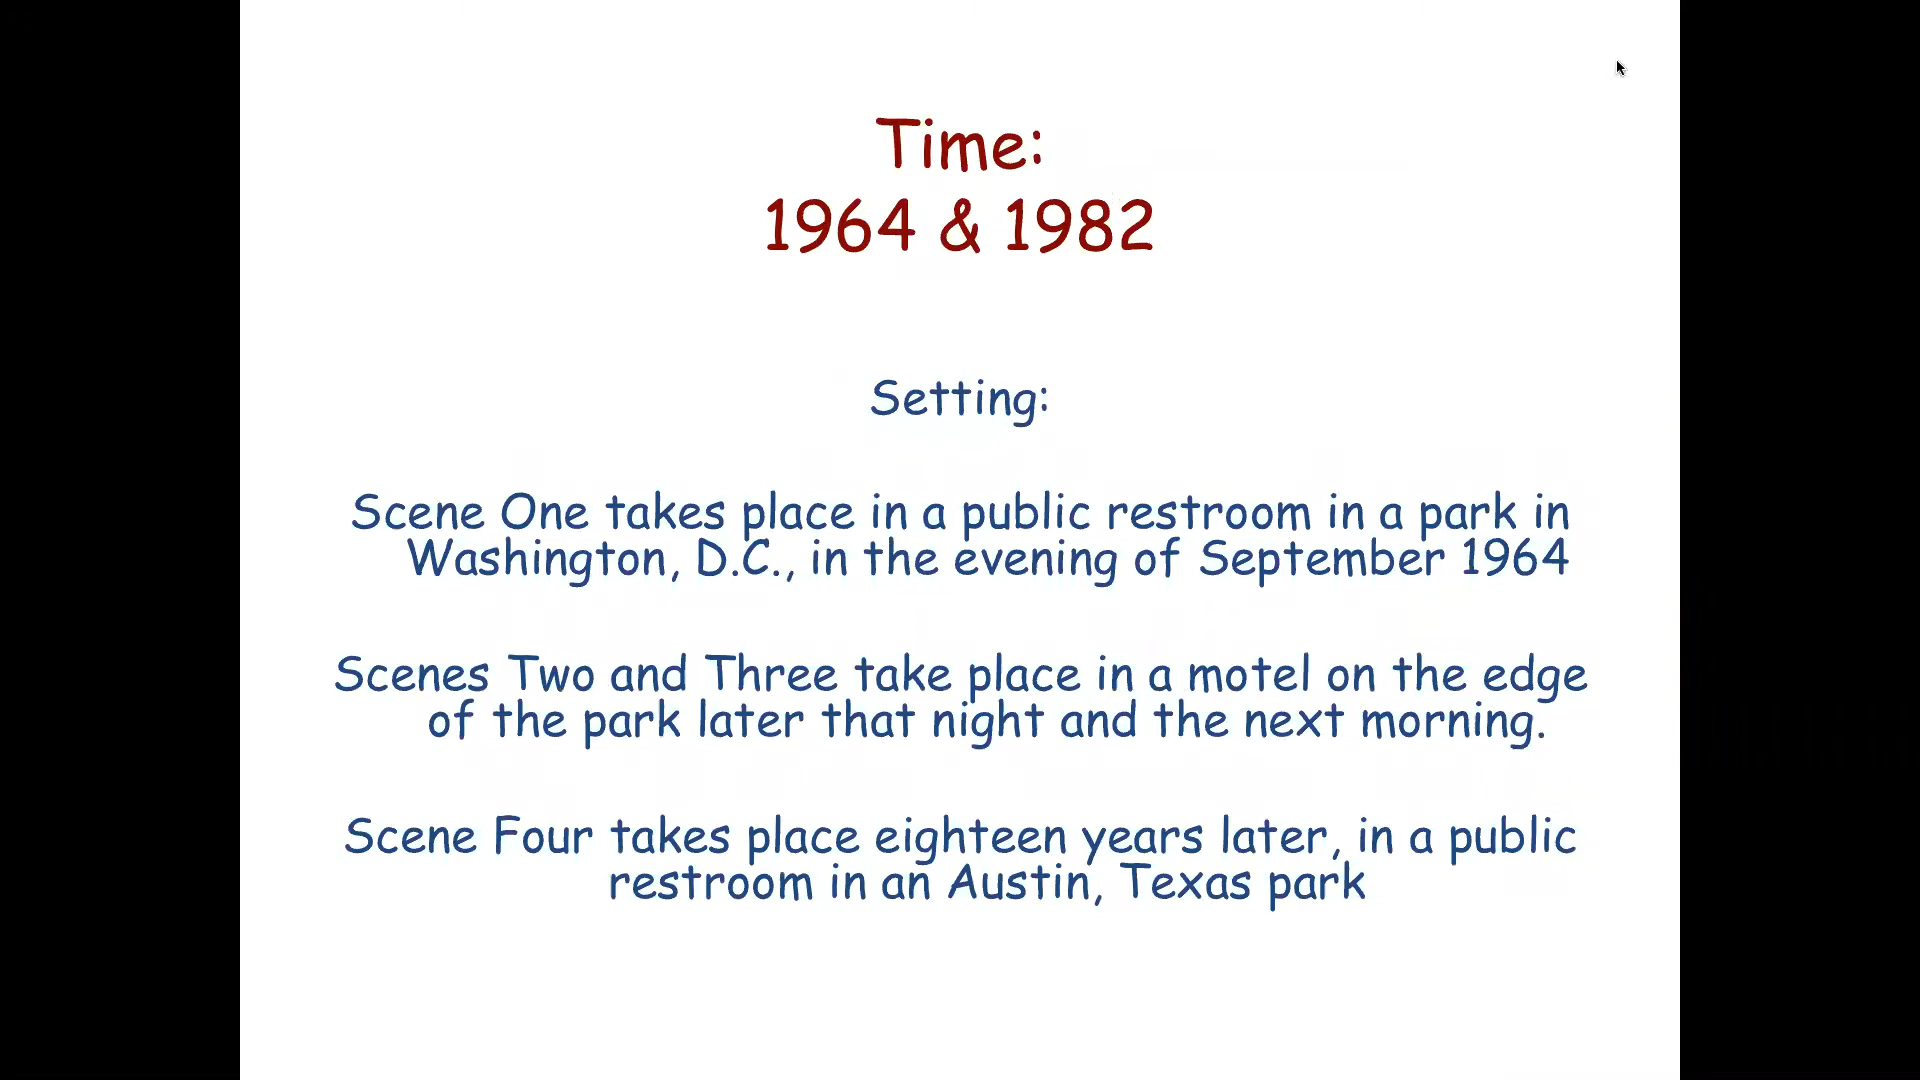 Time:
1964 & 1982
Setting:
Scene One takes place in a public restroom in a park in
Washington, D.C., in the evening of September 1964
Scenes Two and Three take place in a motel on the edge
of the park later that night and the next morning.
Scene Four takes place eighteen years later, in a public
restroom in an Austin, Texas park